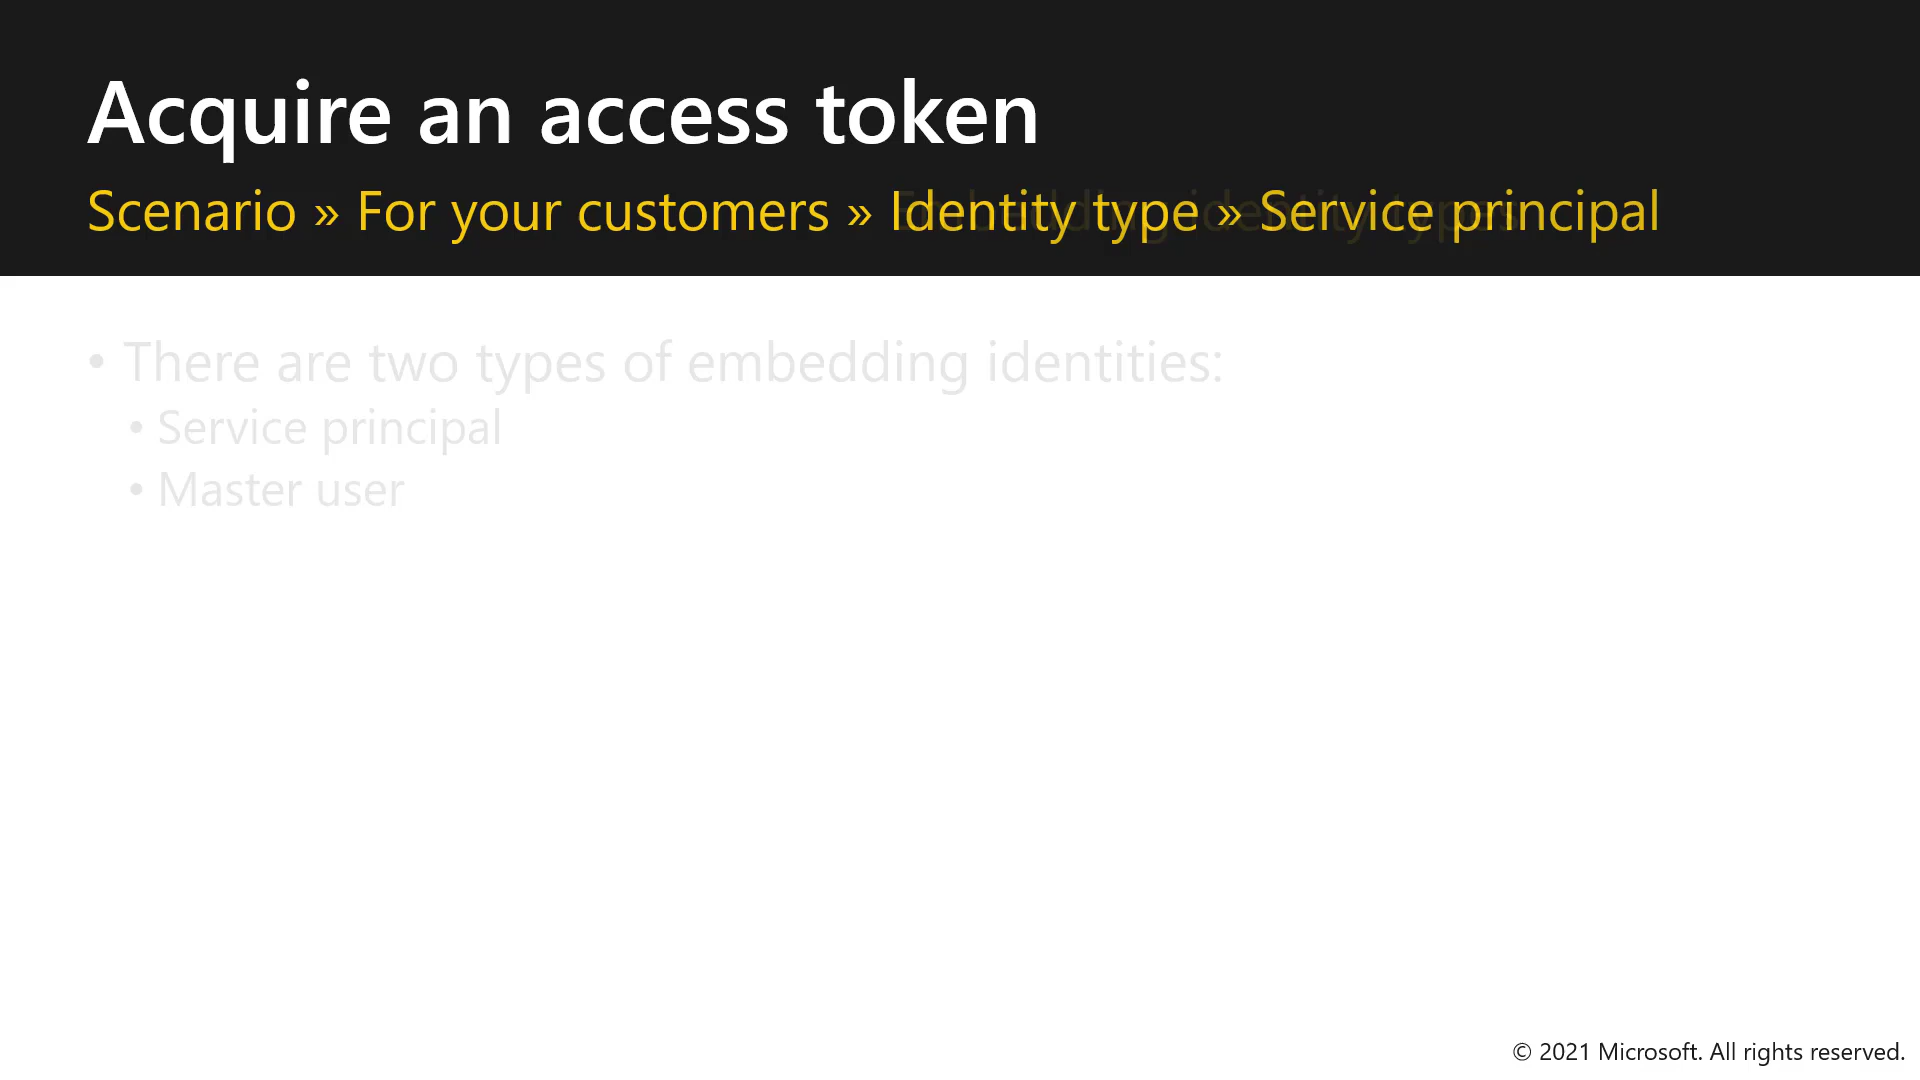 Acquire an access token
Scenario » For your customers » Identity type » Service principal
• There are two types of embedding identities:
• Service principal
• Master user
© 2021 Microsoft. All rights reserved.